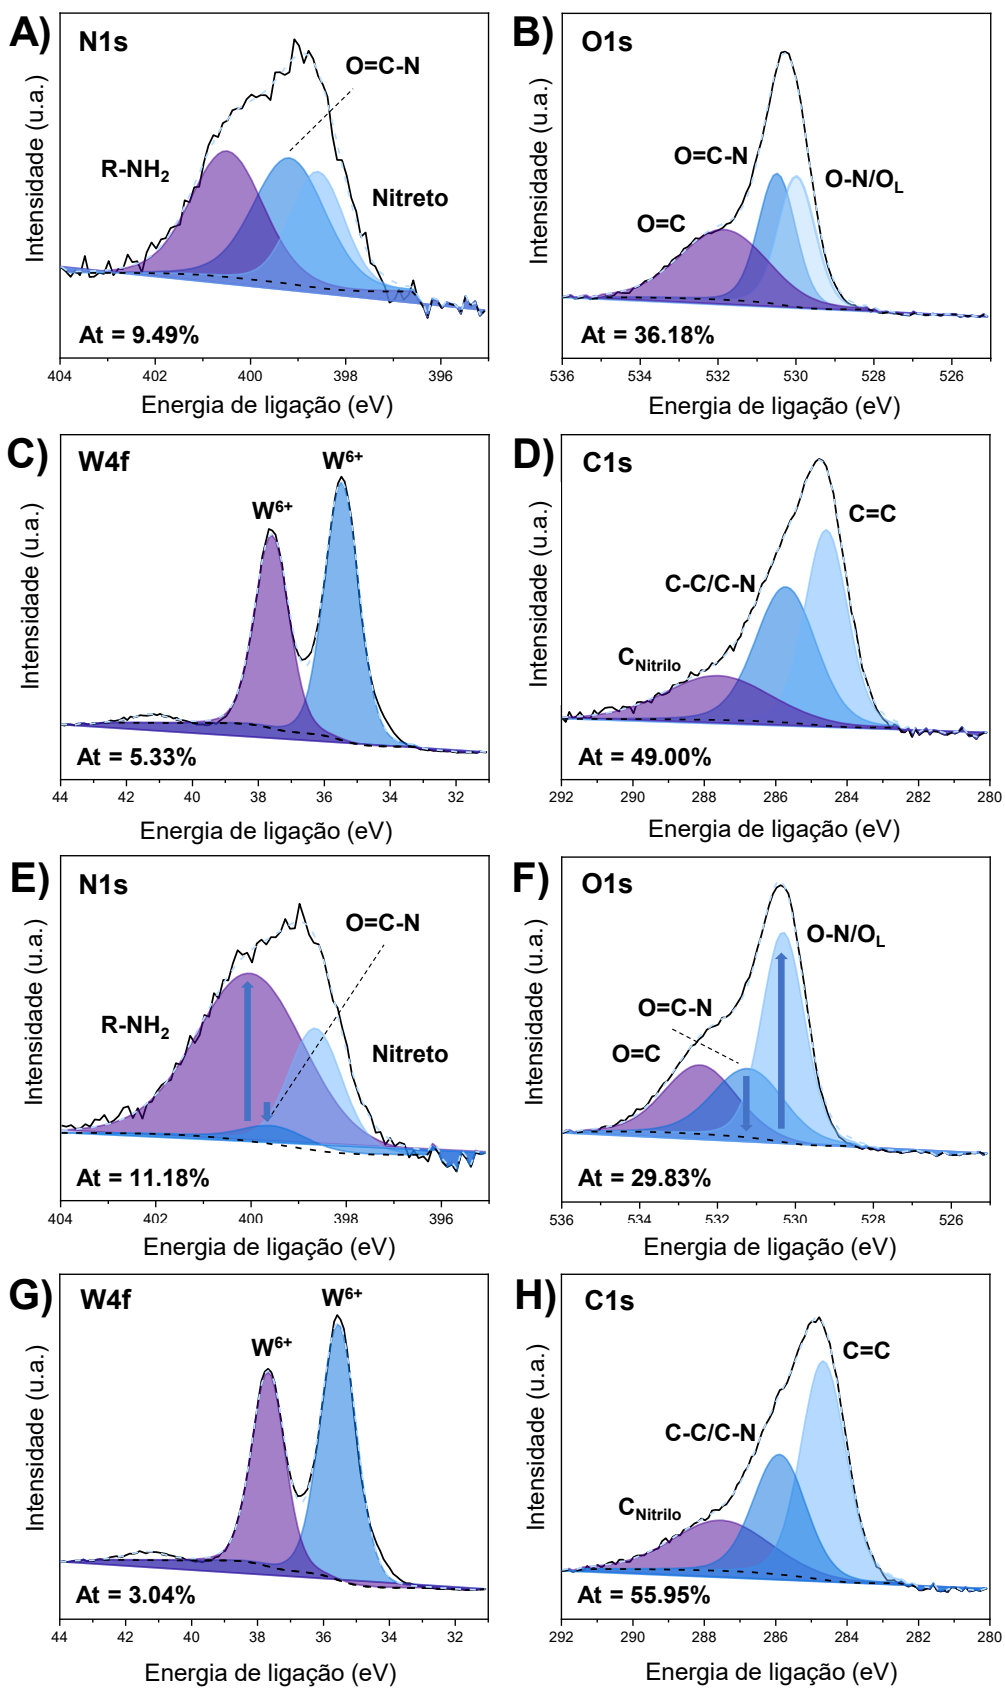 A)
N1s
O=C-N
R-NH₂
Nitreto
At = 9.49%
Intensidade (u.a.)
404 402 400 398 396
Energia de ligação (eV)
B)
O1s
O=C-N
O-N/O_L
O=C
At = 36.18%
Intensidade (u.a.)
536 534 532 530 528 526
Energia de ligação (eV)
C)
W4f
W⁶⁺
W⁶⁺
At = 5.33%
Intensidade (u.a.)
44 42 40 38 36 34 32
Energia de ligação (eV)
D)
C1s
C=C
C-C/C-N
C_Nitrilo
At = 49.00%
Intensidade (u.a.)
292 290 288 286 284 282 280
Energia de ligação (eV)
E)
N1s
O=C-N
R-NH₂
Nitreto
At = 11.18%
Intensidade (u.a.)
404 402 400 398 396
Energia de ligação (eV)
F)
O1s
O-N/O_L
O=C-N
O=C
At = 29.83%
Intensidade (u.a.)
536 534 532 530 528 526
Energia de ligação (eV)
G)
W4f
W⁶⁺
W⁶⁺
At = 3.04%
Intensidade (u.a.)
44 42 40 38 36 34 32
Energia de ligação (eV)
H)
C1s
C=C
C-C/C-N
C_Nitrilo
At = 55.95%
Intensidade (u.a.)
292 290 288 286 284 282 280
Energia de ligação (eV)